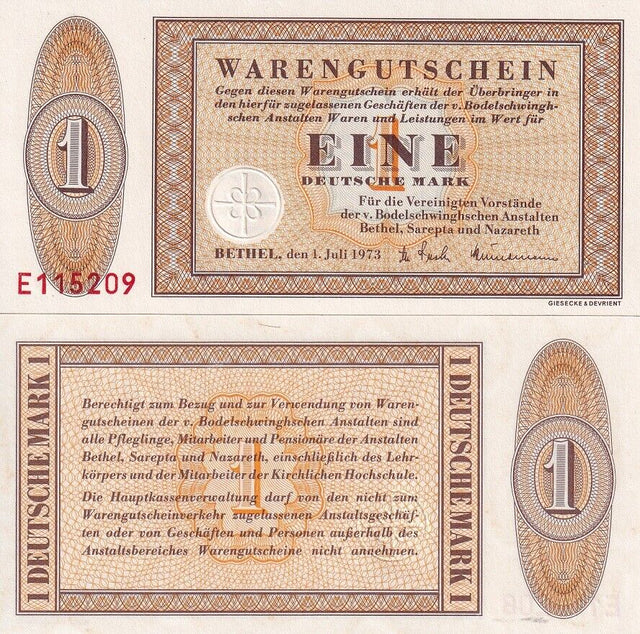 WARENGUTSCHEIN
Gegen diesen Warengutschein erhält der Überbringer in
den hierfür zugelassenen Geschäften der v. Bodelschwingh-
schen Anstalten Waren und Leistungen im Wert für
1
EINE
DEUTSCHE MARK
1
Für die Vereinigten Vorstände
der v. Bodelschwinghschen Anstalten
Bethel, Sarepta und Nazareth
BETHEL, den 1. Juli 1973
E115209
GIESECKE & DEVRIENT
1 DEUTSCHE MARK 1
Berechtigt zum Bezug und zur Verwendung von Waren-
gutscheinen der v. Bodelschwinghschen Anstalten sind
alle Pfleglinge, Mitarbeiter und Pensionäre der Anstalten
Bethel, Sarepta und Nazareth, einschließlich des Lehr-
körpers und der Mitarbeiter der Kirchlichen Hochschule.
Die Hauptkassenverwaltung darf von den nicht zum
Warengutscheinverkehr zugelassenen Anstaltsgeschäf-
ten oder von Geschäften und Personen außerhalb des
Anstaltsbereiches Warengutscheine nicht annehmen.
1
1 DEUTSCHE MARK 1
1